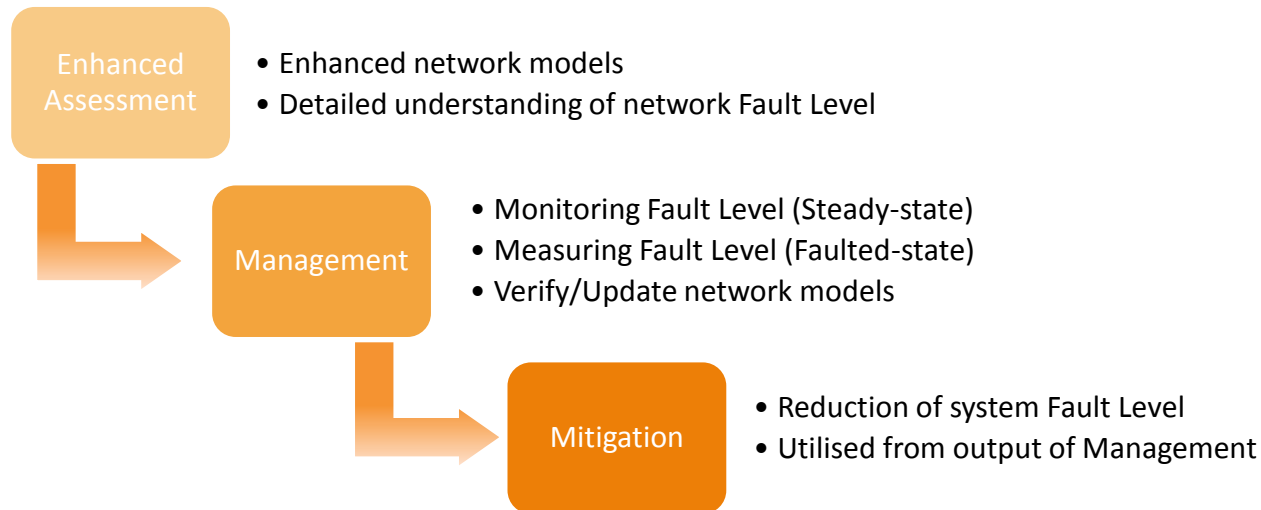 Enhanced
Assessment
• Enhanced network models
• Detailed understanding of network Fault Level
Management
• Monitoring Fault Level (Steady-state)
• Measuring Fault Level (Faulted-state)
• Verify/Update network models
Mitigation
• Reduction of system Fault Level
• Utilised from output of Management